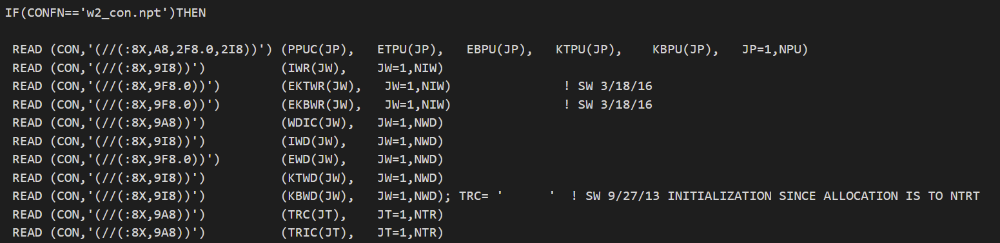 IF(CONFN=='w2_con.npt')THEN
READ (CON,'(//(:8X,A8,2F8.0,2I8))') (PPUC(JP), ETPU(JP), EBPU(JP), KTPU(JP), KBPU(JP), JP=1,NPU)
READ (CON,'(//(:8X,9I8))') (IWR(JW), JW=1,NIW)
READ (CON,'(//(:8X,9F8.0))') (EKTWR(JW), JW=1,NIW) ! SW 3/18/16
READ (CON,'(//(:8X,9F8.0))') (EKBWR(JW), JW=1,NIW) ! SW 3/18/16
READ (CON,'(//(:8X,9A8))') (WDIC(JW), JW=1,NWD)
READ (CON,'(//(:8X,9I8))') (IWD(JW), JW=1,NWD)
READ (CON,'(//(:8X,9F8.0))') (EWD(JW), JW=1,NWD)
READ (CON,'(//(:8X,9I8))') (KTWD(JW), JW=1,NWD)
READ (CON,'(//(:8X,9I8))') (KBWD(JW), JW=1,NWD); TRC= '      ' ! SW 9/27/13 INITIALIZATION SINCE ALLOCATION IS TO NTRT
READ (CON,'(//(:8X,9A8))') (TRC(JT), JT=1,NTR)
READ (CON,'(//(:8X,9A8))') (TRIC(JT), JT=1,NTR)